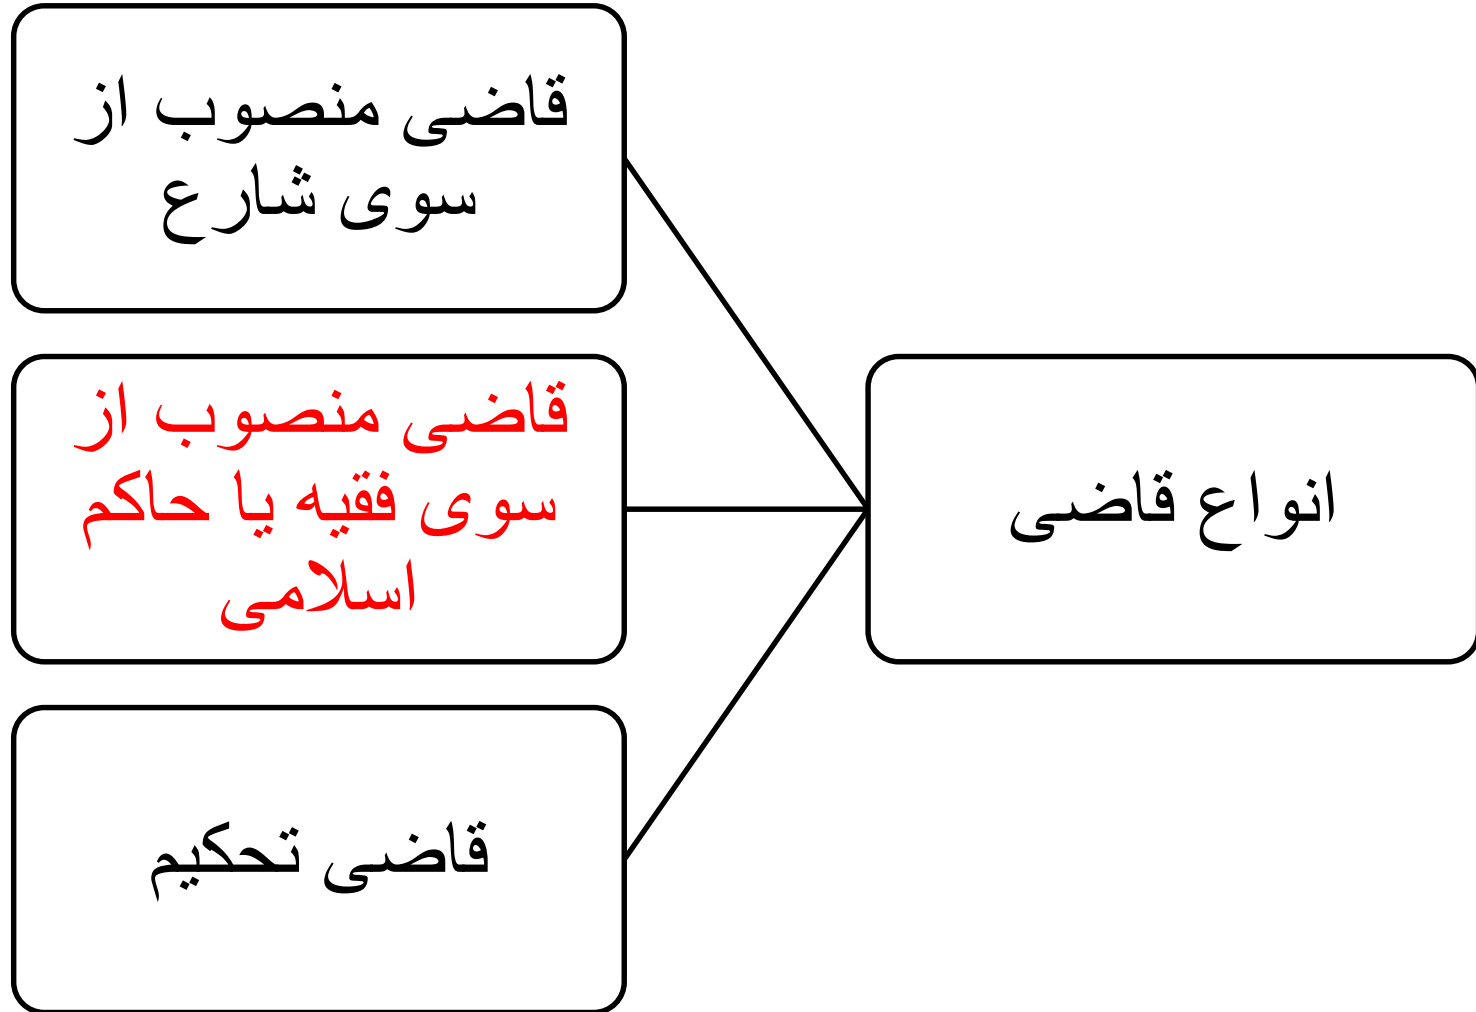 انواع قاضی
قاضی منصوب از
سوی شارع
قاضی منصوب از
سوی فقیه یا حاکم
اسلامی
قاضی تحکیم